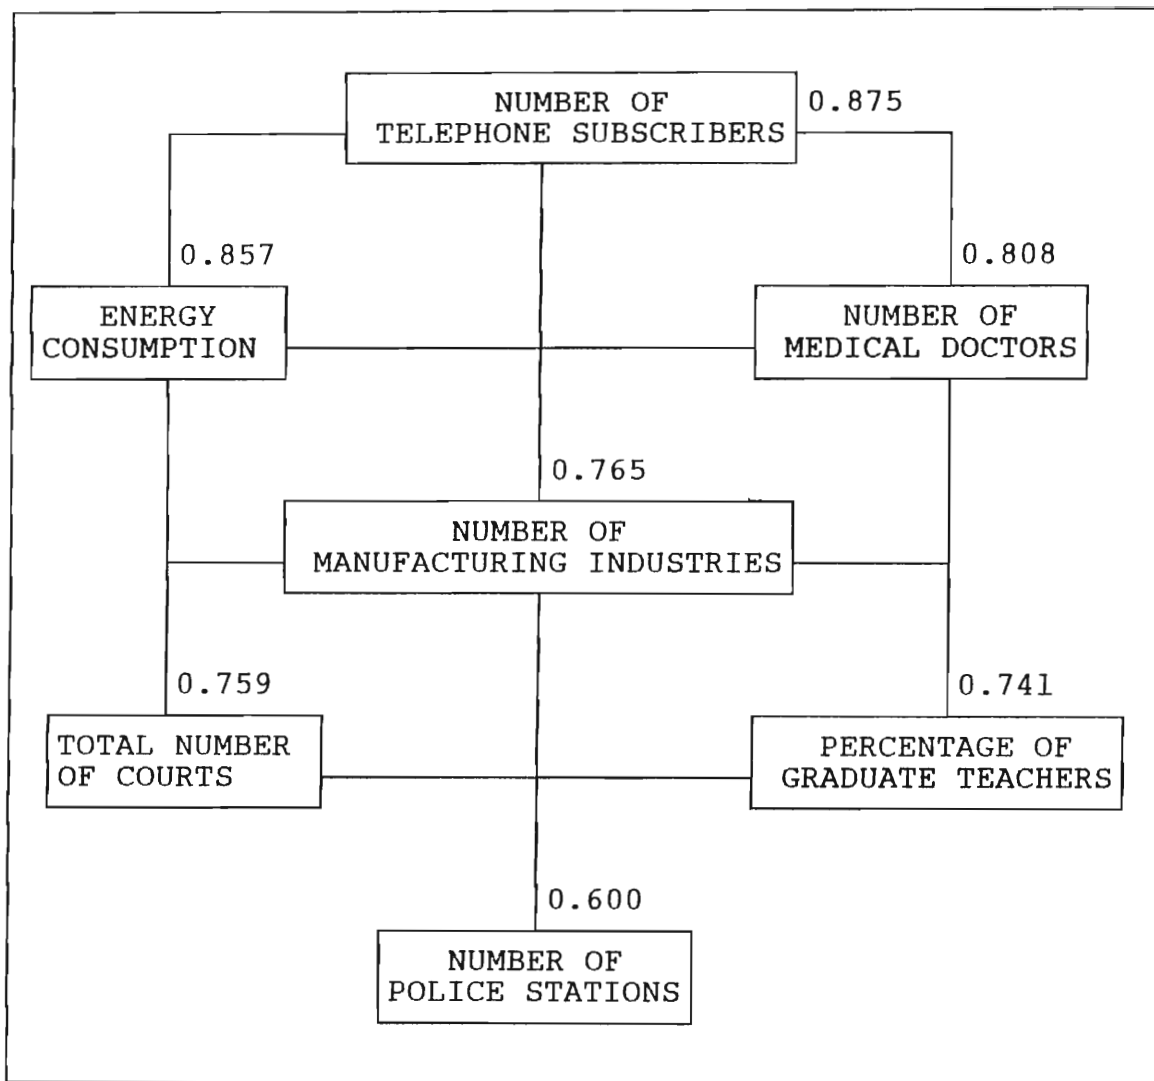 NUMBER OF
TELEPHONE SUBSCRIBERS
0.875
0.857
0.808
ENERGY
CONSUMPTION
NUMBER OF
MEDICAL DOCTORS
0.765
NUMBER OF
MANUFACTURING INDUSTRIES
0.759
0.741
TOTAL NUMBER
OF COURTS
PERCENTAGE OF
GRADUATE TEACHERS
0.600
NUMBER OF
POLICE STATIONS